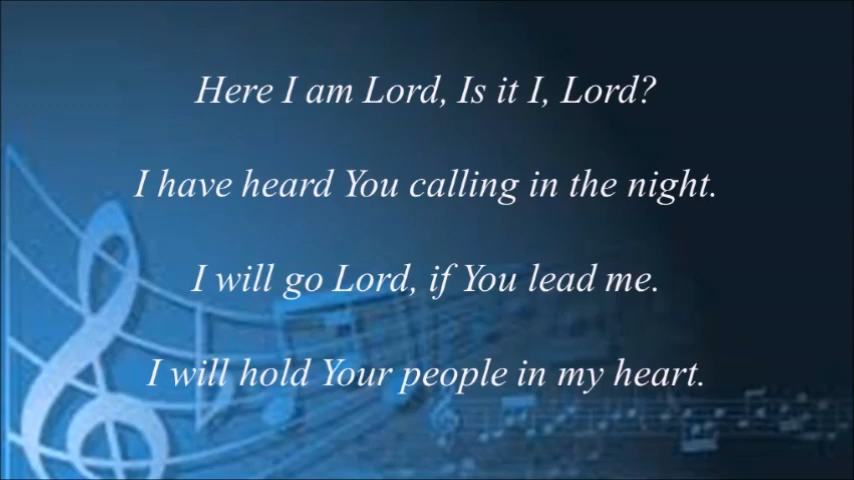 Here I am Lord, Is it I, Lord?
I have heard You calling in the night.
I will go Lord, if You lead me.
I will hold Your people in my heart.